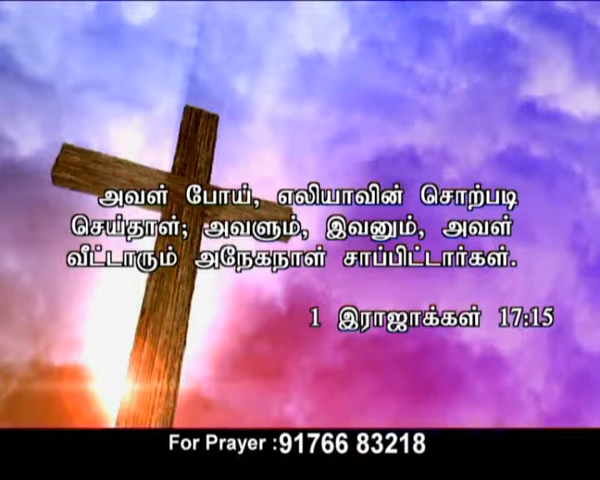 அவள் போய், எலியாவின் சொற்படி
செய்தாள்; அவளும், இவனும், அவள்
வீட்டாரும் அநேகநாள் சாப்பிட்டார்கள்.
1 இராஜாக்கள் 17:15
For Prayer :91766 83218